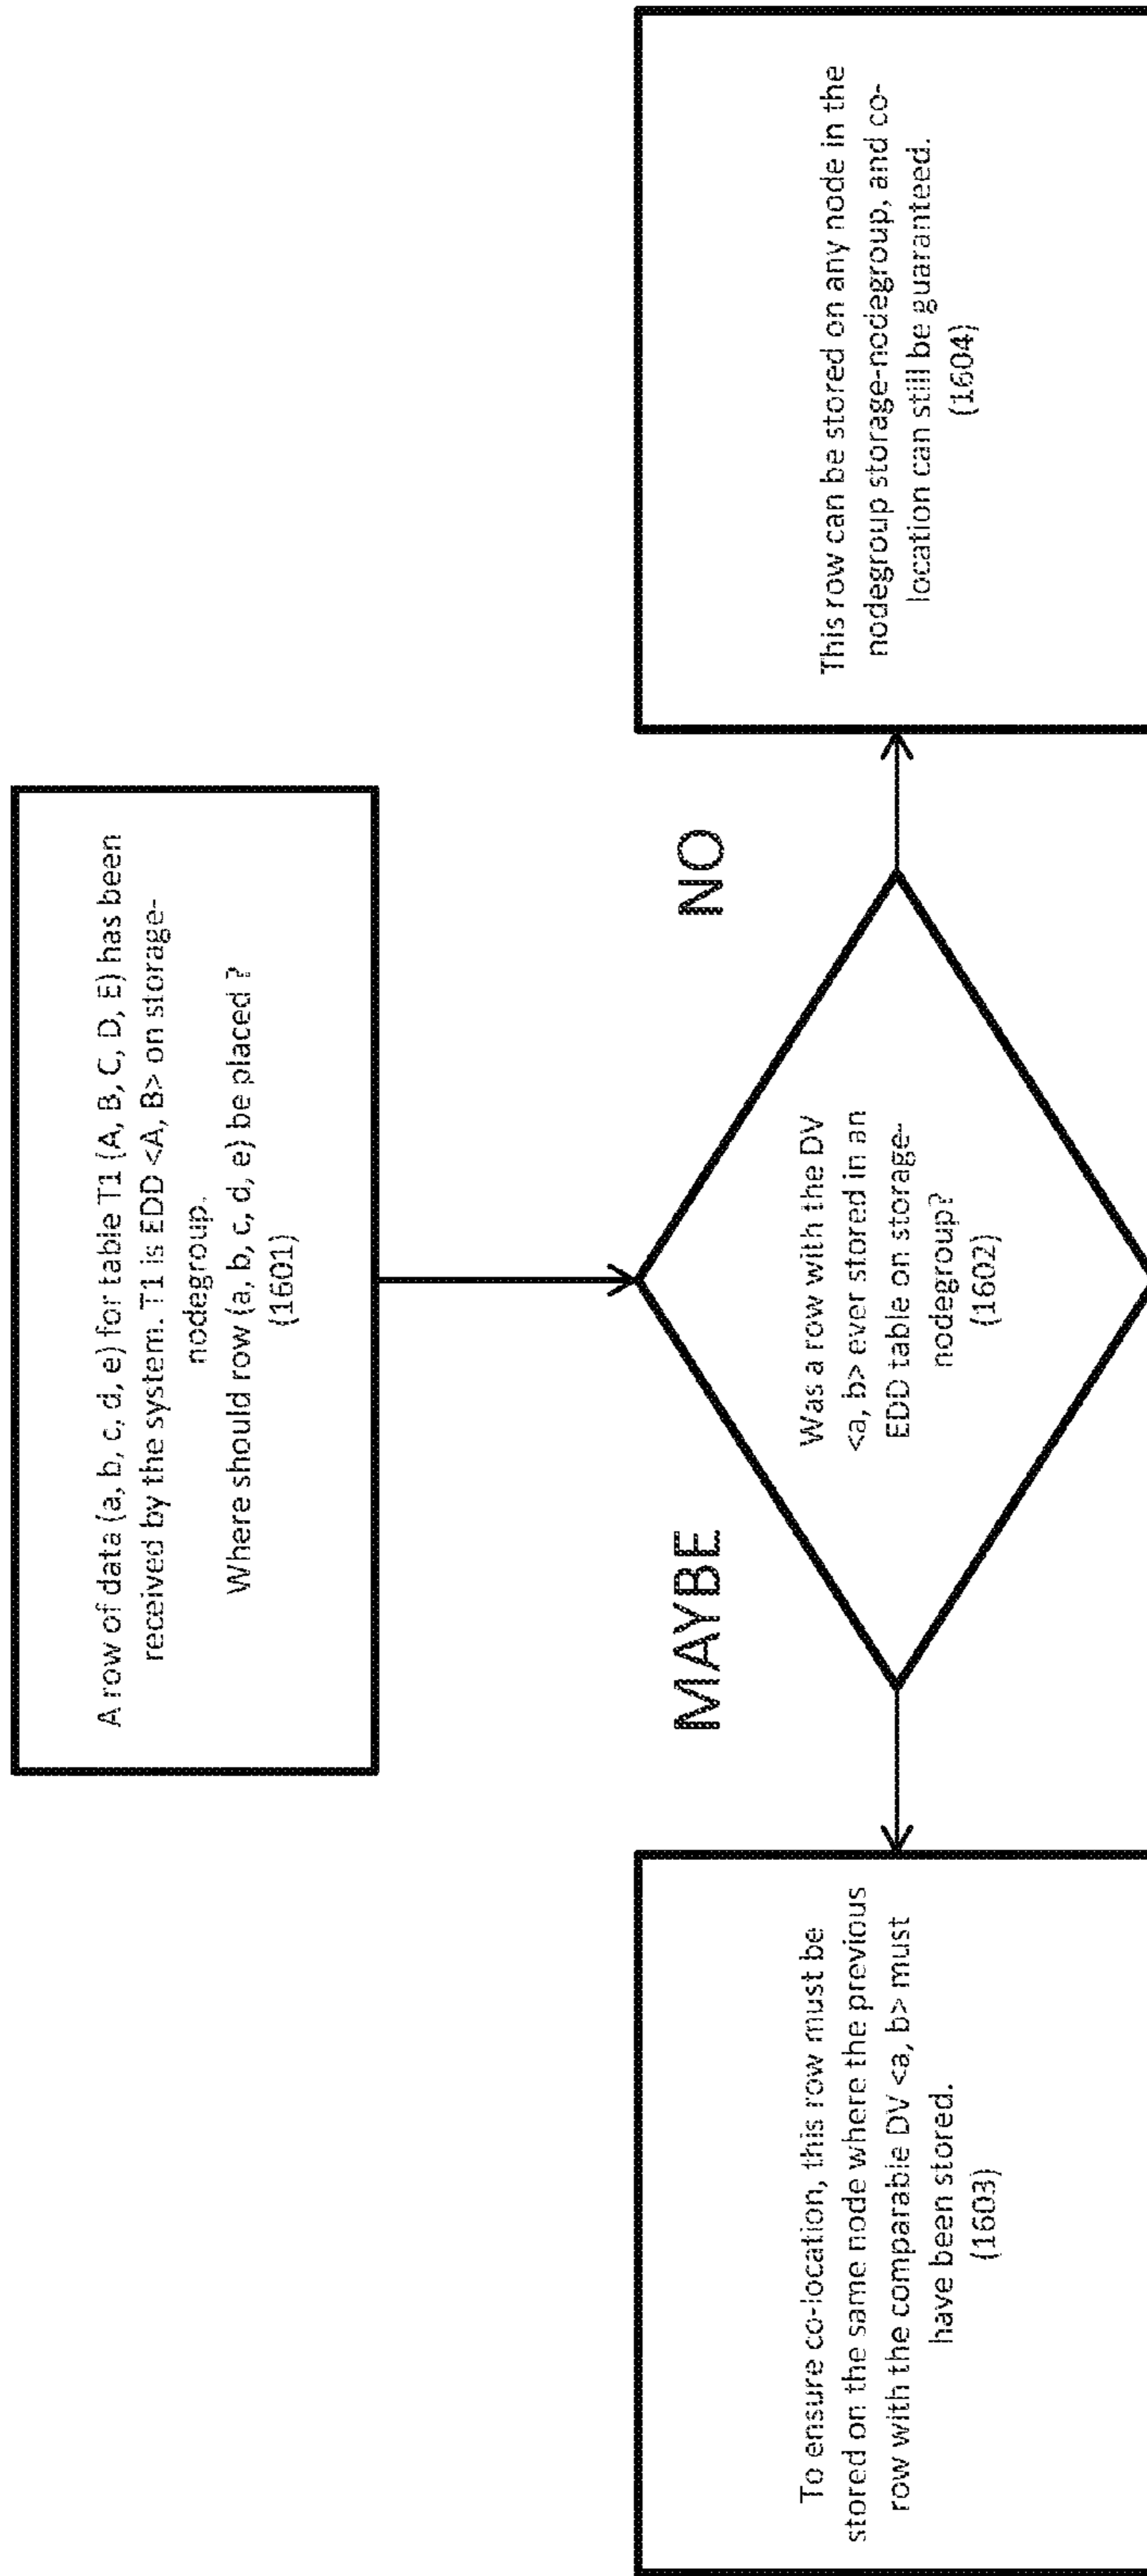 A row of data (a, b, c, d, e) for table T1 (A, B, C, D, E) has been
received by the system. T1 is EDD <A, B> on storage-
nodegroup.
Where should row (a, b, c, d, e) be placed ?
(1601)
MAYBE
NO
Was a row with the DV
<a, b> ever stored in an
EDD table on storage-
nodegroup?
(1602)
To ensure co-location, this row must be
stored on the same node where the previous
row with the comparable DV <a, b> must
have been stored.
(1603)
This row can be stored on any node in the
nodegroup storage-nodegroup, and co-
location can still be guaranteed.
(1604)